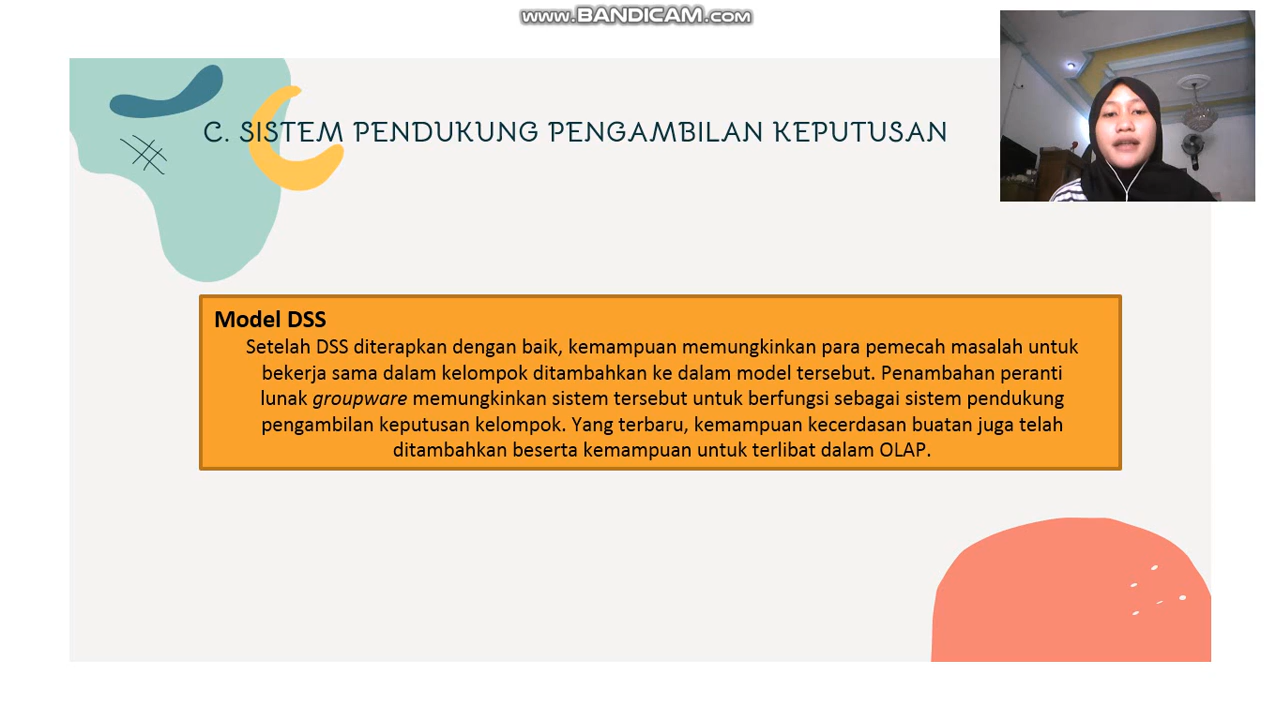 www.BANDICAM.com
C. SISTEM PENDUKUNG PENGAMBILAN KEPUTUSAN
Model DSS
Setelah DSS diterapkan dengan baik, kemampuan memungkinkan para pemecah masalah untuk
bekerja sama dalam kelompok ditambahkan ke dalam model tersebut. Penambahan peranti
lunak groupware memungkinkan sistem tersebut untuk berfungsi sebagai sistem pendukung
pengambilan keputusan kelompok. Yang terbaru, kemampuan kecerdasan buatan juga telah
ditambahkan beserta kemampuan untuk terlibat dalam OLAP.